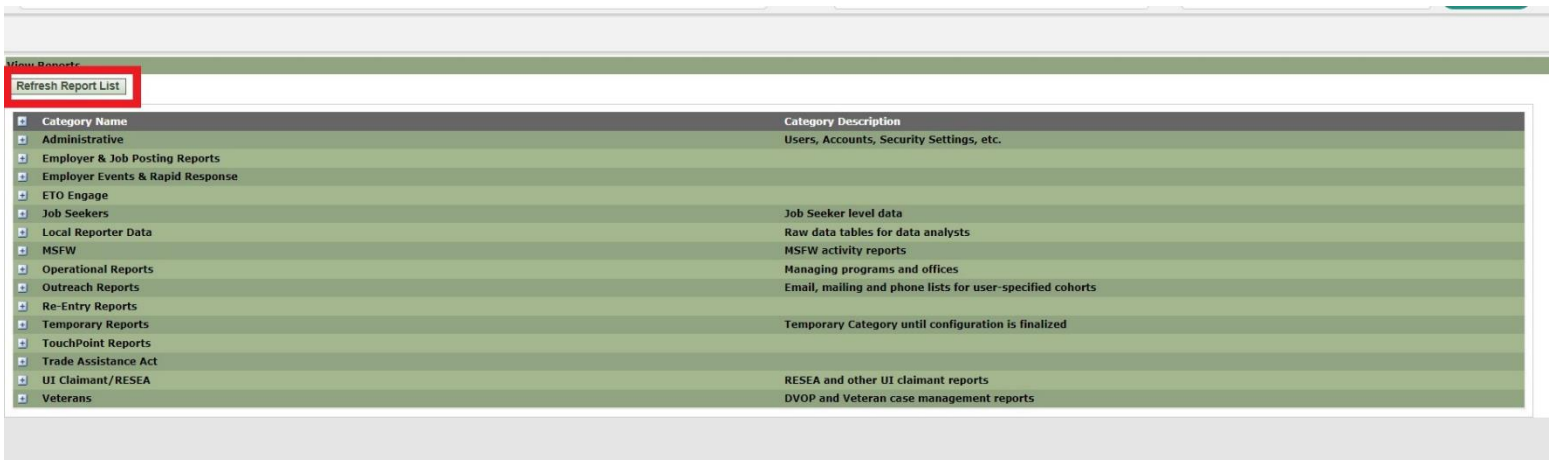 View Reports
Refresh Report List
Category Name Category Description
Administrative Users, Accounts, Security Settings, etc.
Employer & Job Posting Reports
Employer Events & Rapid Response
ETO Engage
Job Seekers Job Seeker level data
Local Reporter Data Raw data tables for data analysts
MSFW MSFW activity reports
Operational Reports Managing programs and offices
Outreach Reports Email, mailing and phone lists for user-specified cohorts
Re-Entry Reports
Temporary Reports Temporary Category until configuration is finalized
TouchPoint Reports
Trade Assistance Act
UI Claimant/RESEA RESEA and other UI claimant reports
Veterans DVOP and Veteran case management reports